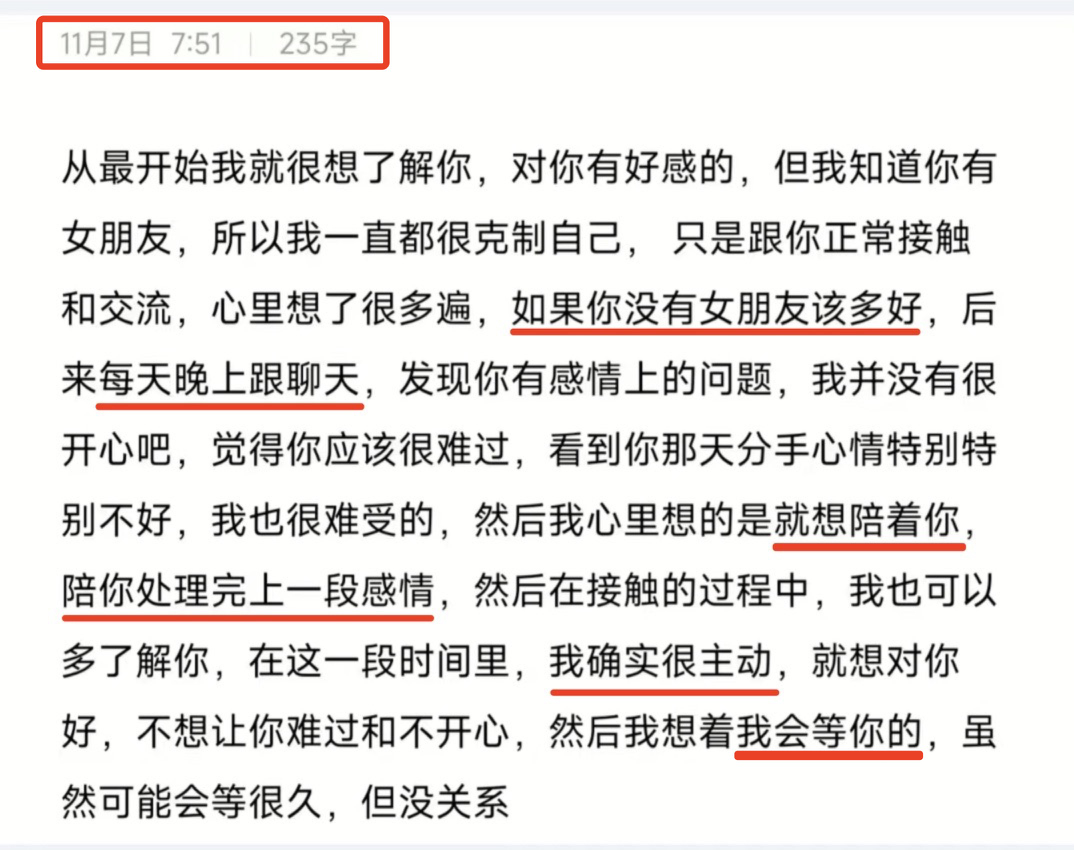 11月7日 7:51 | 235字
从最开始我就很想了解你，对你有好感的，但我知道你有
女朋友，所以我一直都很克制自己， 只是跟你正常接触
和交流，心里想了很多遍，如果你没有女朋友该多好，后
来每天晚上跟聊天，发现你有感情上的问题，我并没有很
开心吧，觉得你应该很难过，看到你那天分手心情特别特
别不好，我也很难受的，然后我心里想的是就想陪着你，
陪你处理完上一段感情，然后在接触的过程中，我也可以
多了解你，在这一段时间里，我确实很主动，就想对你
好，不想让你难过和不开心，然后我想着我会等你的，虽
然可能会等很久，但没关系